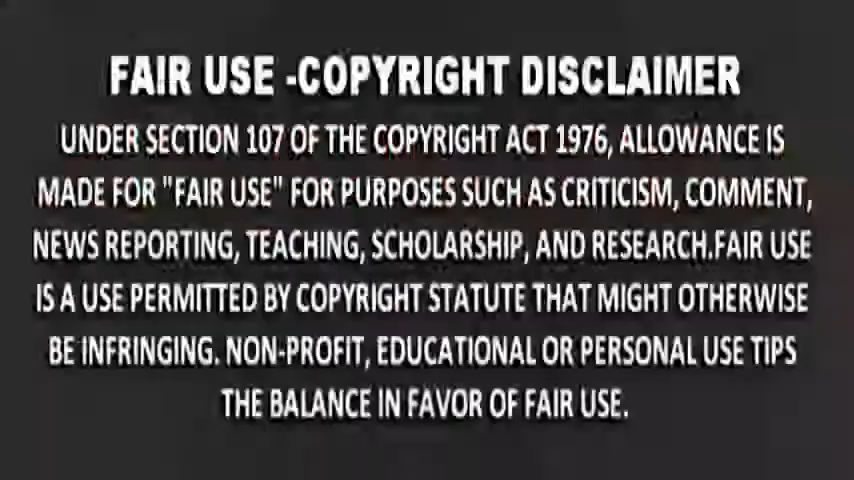 FAIR USE -COPYRIGHT DISCLAIMER
UNDER SECTION 107 OF THE COPYRIGHT ACT 1976, ALLOWANCE IS
MADE FOR "FAIR USE" FOR PURPOSES SUCH AS CRITICISM, COMMENT,
NEWS REPORTING, TEACHING, SCHOLARSHIP, AND RESEARCH.FAIR USE
IS A USE PERMITTED BY COPYRIGHT STATUTE THAT MIGHT OTHERWISE
BE INFRINGING. NON-PROFIT, EDUCATIONAL OR PERSONAL USE TIPS
THE BALANCE IN FAVOR OF FAIR USE.